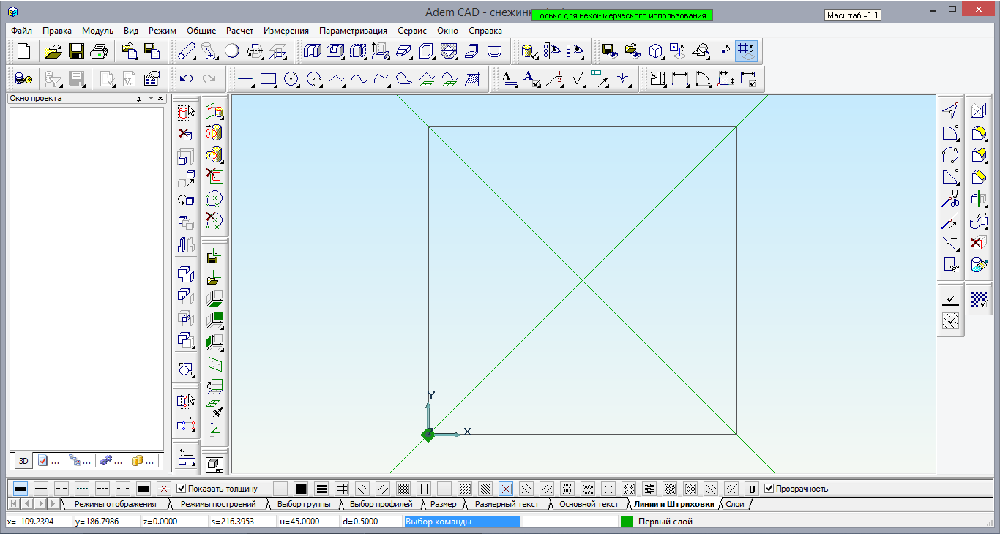 Adem CAD - снежинк
Только для некоммерческого использования !
Масштаб =1:1
Файл Правка Модуль Вид Режим Общие Расчет Измерения Параметризация Сервис Окно Справка
Окно проекта
Y
Z
X
3D ... ... ... ...
Показать толщину
U
Прозрачность
Режимы отображения Режимы построений Выбор группы Выбор профилей Размер Размерный текст Основной текст Линии и Штриховки Слои
x=-109.2394 y=186.7986 z=0.0000 s=216.3953 u=45.0000 d=0.5000 Выбор команды Первый слой